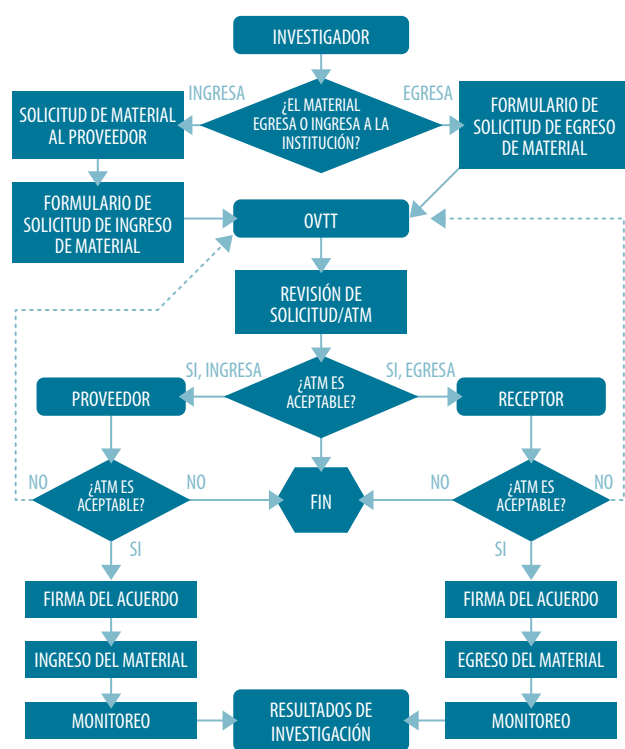 INVESTIGADOR
INGRESA
EGRESA
¿EL MATERIAL
EGRESA O INGRESA A LA
INSTITUCIÓN?
SOLICITUD DE MATERIAL
AL PROVEEDOR
FORMULARIO DE
SOLICITUD DE EGRESO
DE MATERIAL
FORMULARIO DE
SOLICITUD DE INGRESO
DE MATERIAL
OVTT
REVISIÓN DE
SOLICITUD/ATM
SI, INGRESA
SI, EGRESA
¿ATM ES
ACEPTABLE?
PROVEEDOR
RECEPTOR
NO
¿ATM ES
ACEPTABLE?
NO
FIN
NO
¿ATM ES
ACEPTABLE?
NO
SI
SI
FIRMA DEL ACUERDO
FIRMA DEL ACUERDO
INGRESO DEL MATERIAL
EGRESO DEL MATERIAL
MONITOREO
RESULTADOS DE
INVESTIGACIÓN
MONITOREO